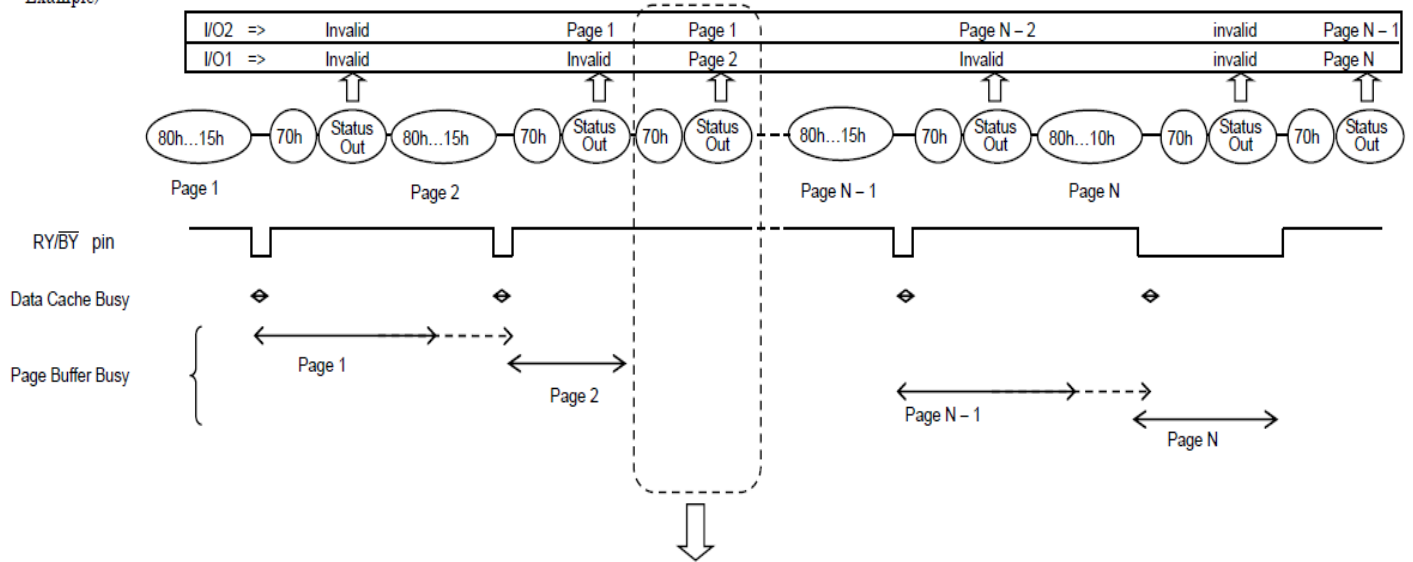 Example)
I/O2 => Invalid Page 1 Page 1 Page N – 2 invalid Page N – 1
I/O1 => Invalid Invalid Page 2 Invalid invalid Page N
80h...15h 70h Status Out 80h...15h 70h Status Out 70h Status Out 80h...15h 70h Status Out 80h...10h 70h Status Out 70h Status Out
Page 1 Page 2 Page N – 1 Page N
RY/BY pin
Data Cache Busy
Page Buffer Busy
Page 1
Page 2
Page N – 1
Page N